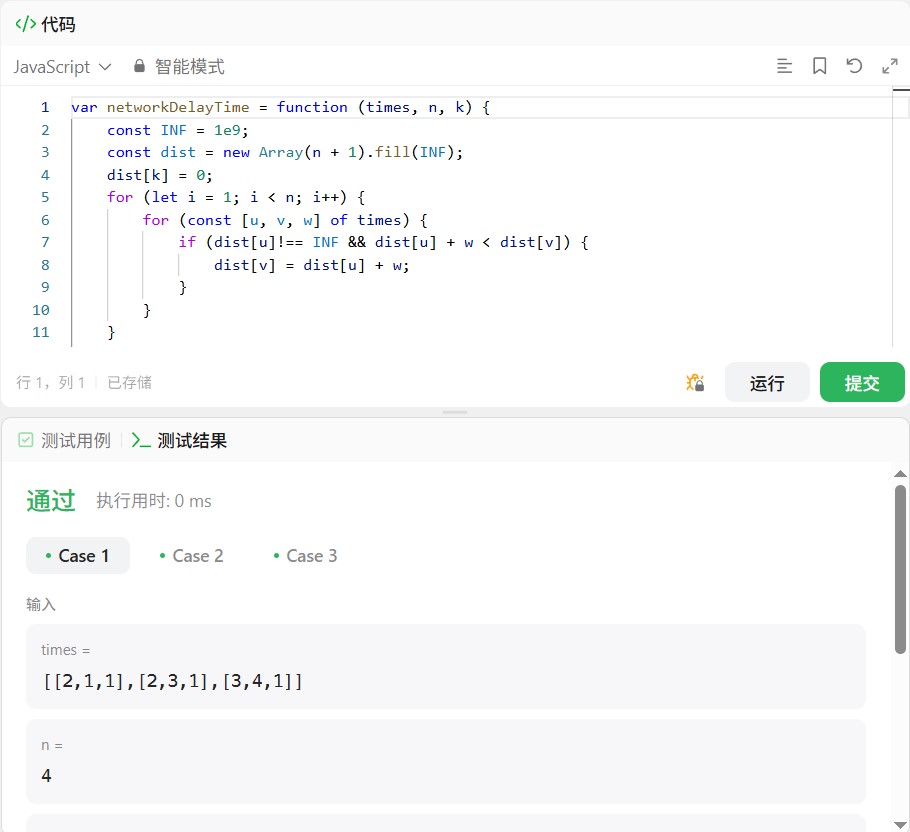 </> 代码
JavaScript 智能模式
1 var networkDelayTime = function (times, n, k) {
2 const INF = 1e9;
3 const dist = new Array(n + 1).fill(INF);
4 dist[k] = 0;
5 for (let i = 1; i < n; i++) {
6 for (const [u, v, w] of times) {
7 if (dist[u]!== INF && dist[u] + w < dist[v]) {
8 dist[v] = dist[u] + w;
9 }
10 }
11 }
行 1，列 1 已存储 运行 提交
测试用例 >_ 测试结果
通过 执行用时: 0 ms
• Case 1 • Case 2 • Case 3
输入
times =
[[2,1,1],[2,3,1],[3,4,1]]
n =
4